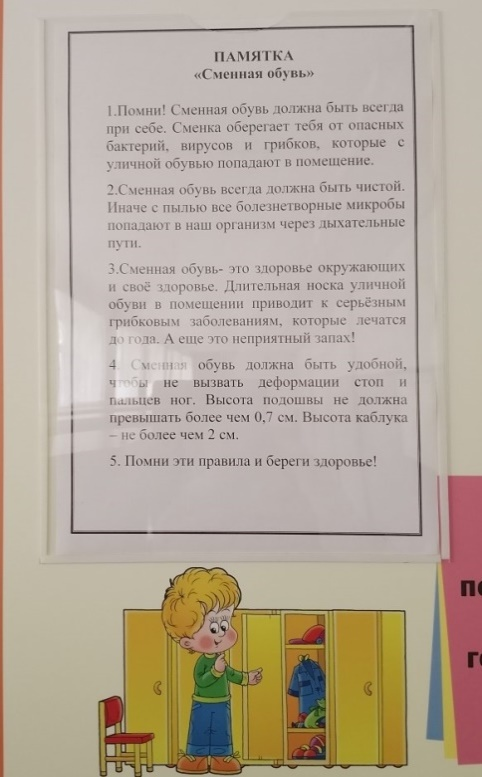 ПАМЯТКА
«Сменная обувь»
1.Помни! Сменная обувь должна быть всегда
при себе. Сменка оберегает тебя от опасных
бактерий, вирусов и грибков, которые с
уличной обувью попадают в помещение.
2.Сменная обувь всегда должна быть чистой.
Иначе с пылью все болезнетворные микробы
попадают в наш организм через дыхательные
пути.
3.Сменная обувь- это здоровье окружающих
и своё здоровье. Длительная носка уличной
обуви в помещении приводит к серьёзным
грибковым заболеваниям, которые лечатся
до года. А еще это неприятный запах!
4. Сменная обувь должна быть удобной,
чтобы не вызвать деформации стоп и
пальцев ног. Высота подошвы не должна
превышать более чем 0,7 см. Высота каблука
– не более чем 2 см.
5. Помни эти правила и береги здоровье!